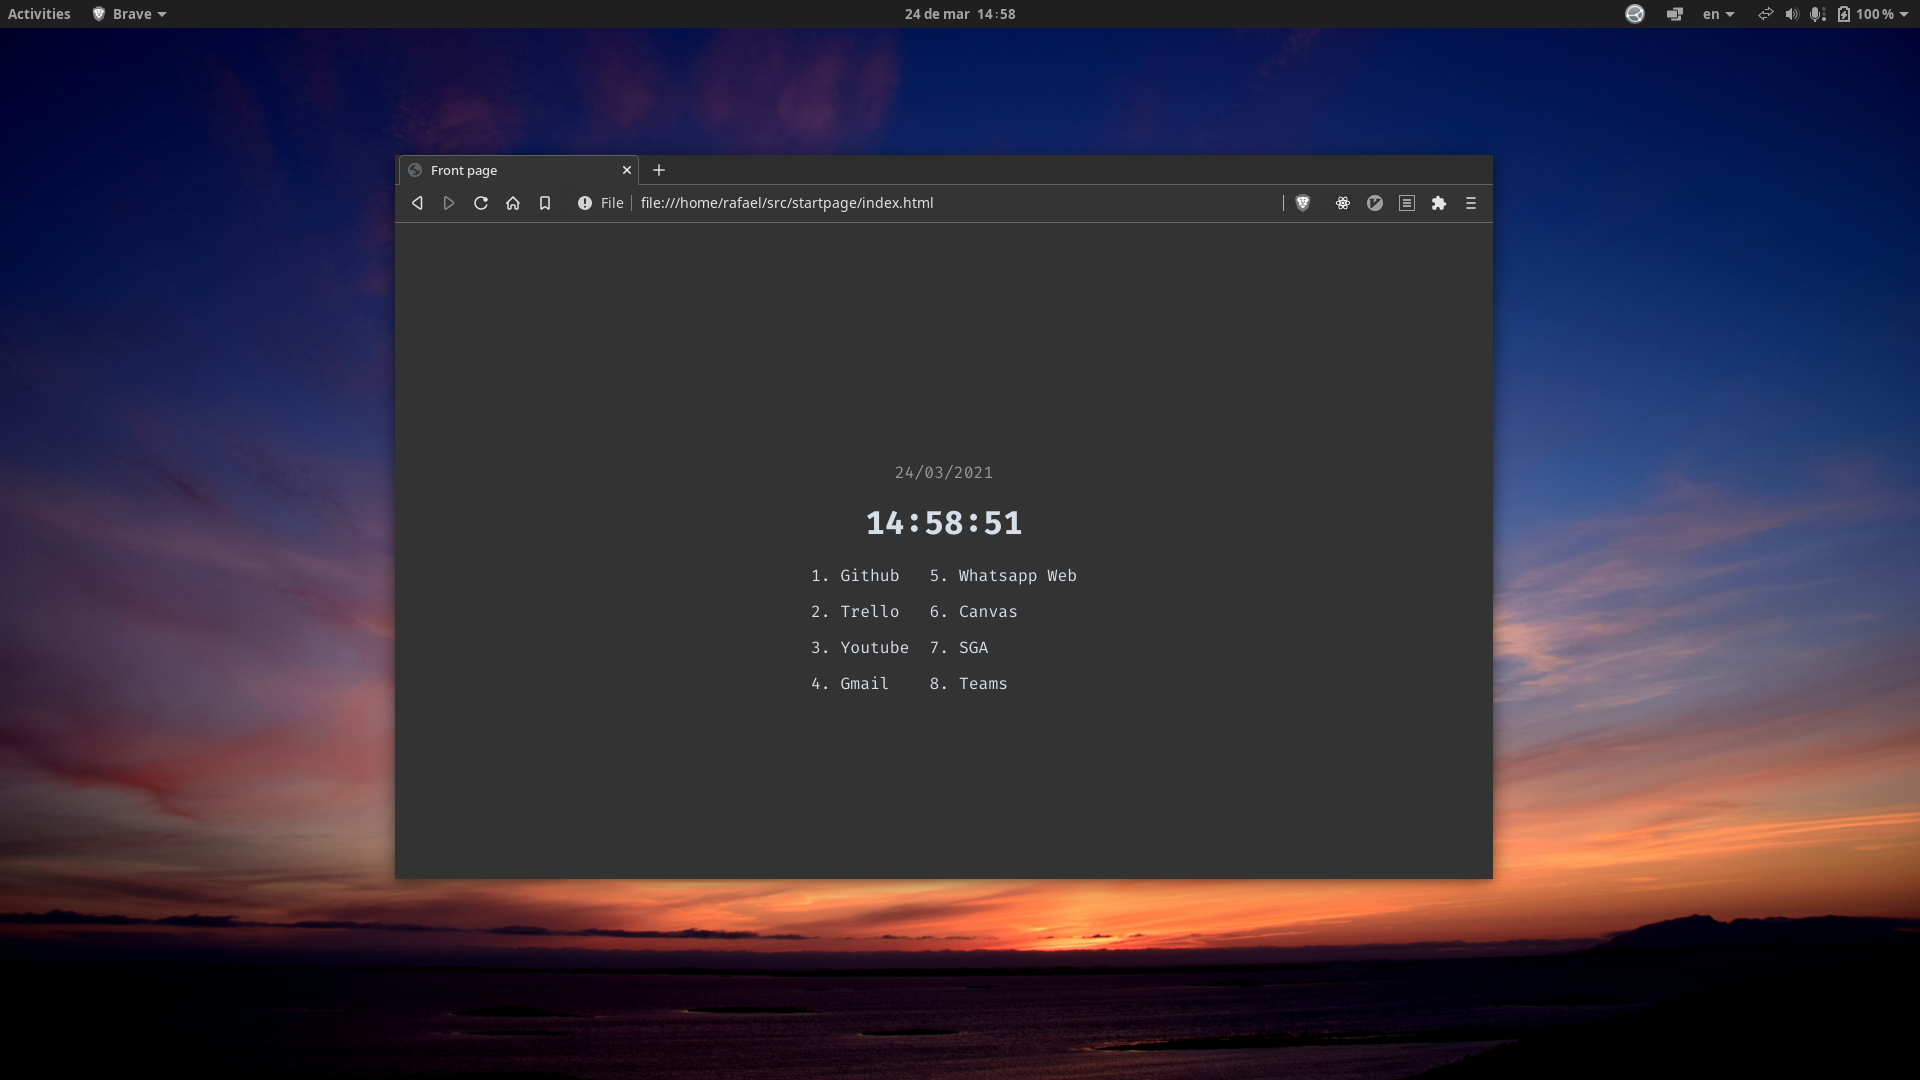 Activities Brave 24 de mar 14:58 en 100 %
Front page
File file:///home/rafael/src/startpage/index.html
24/03/2021
14:58:51
1. Github 5. Whatsapp Web
2. Trello 6. Canvas
3. Youtube 7. SGA
4. Gmail 8. Teams